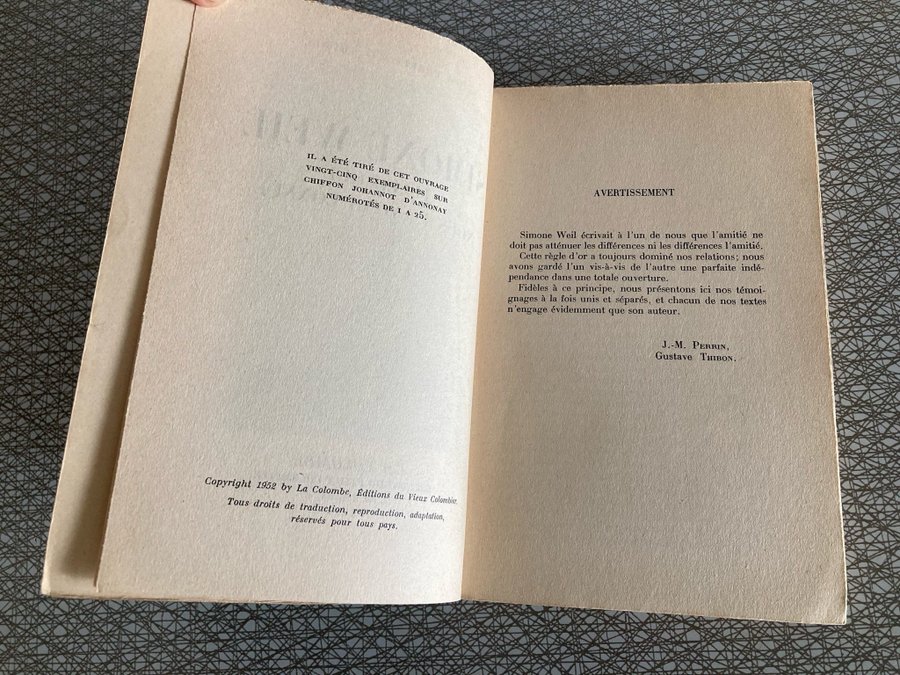 IL A ÉTÉ TIRÉ DE CET OUVRAGE
VINGT-CINQ EXEMPLAIRES SUR
CHIFFON JOHANNOT D'ANNONAY
NUMÉROTÉS DE 1 A 25.
Copyright 1952 by La Colombe, Éditions du Vieux Colombier
Tous droits de traduction, reproduction, adaptation,
réservés pour tous pays.
AVERTISSEMENT
Simone Weil écrivait à l'un de nous que l'amitié ne
doit pas atténuer les différences ni les différences l'amitié.
Cette règle d'or a toujours dominé nos relations; nous
avons gardé l'un vis-à-vis de l'autre une parfaite indé-
pendance dans une totale ouverture.
Fidèles à ce principe, nous présentons ici nos témoi-
gnages à la fois unis et séparés, et chacun de nos textes
n'engage évidemment que son auteur.
J.-M. PERRIN,
Gustave THIBON.